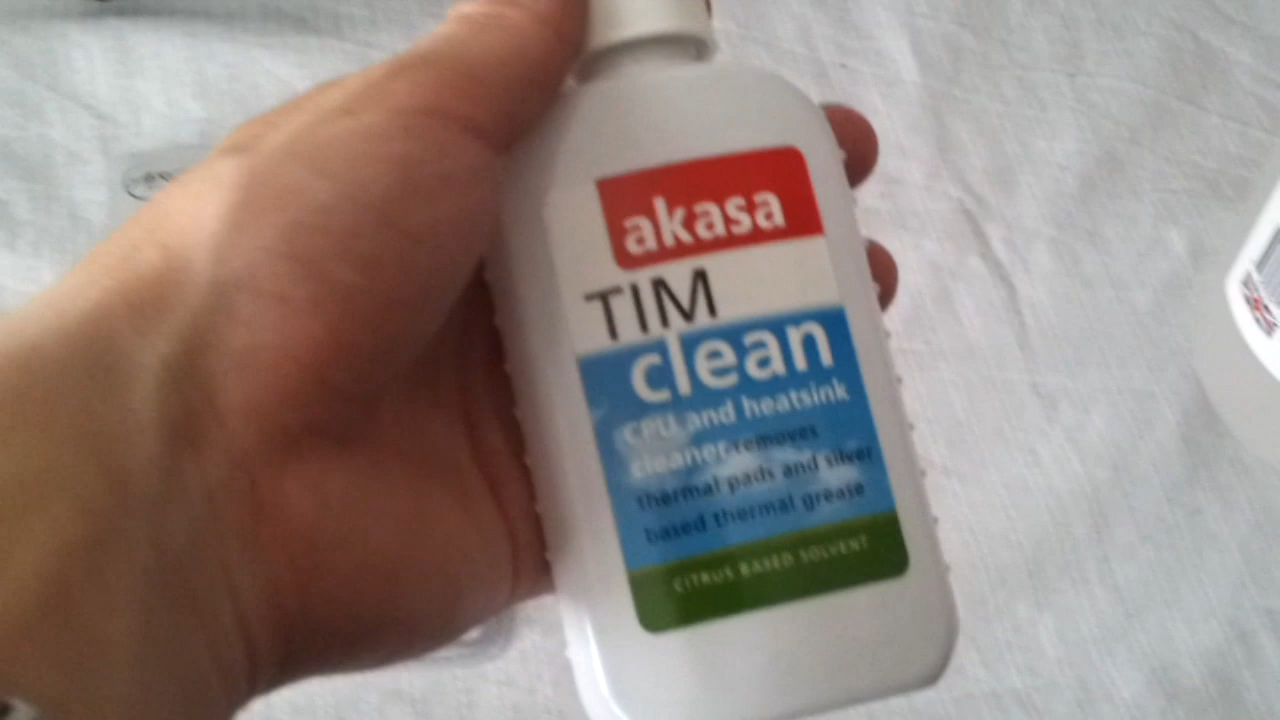 akasa
TIM
clean
CPU and heatsink
cleaner removes
thermal pads and silver
based thermal grease
CITRUS BASED SOLVENT